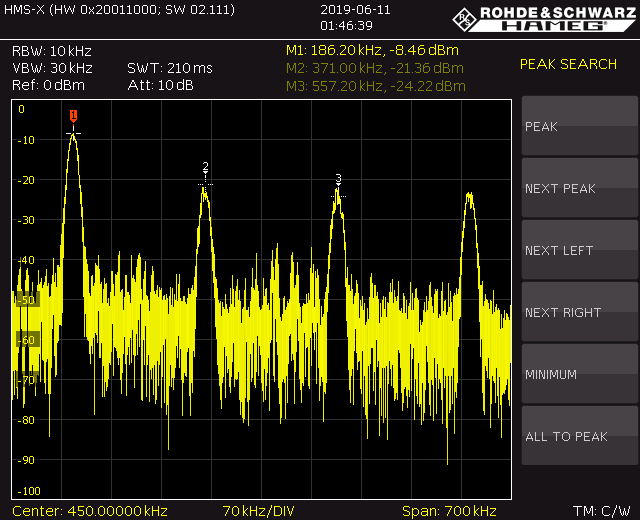 HMS-X (HW 0x20011000; SW 02.111)
2019-06-11
01:46:39
ROHDE & SCHWARZ
HAMEG
RBW: 10 kHz
VBW: 30 kHz
SWT: 210 ms
Ref: 0 dBm
Att: 10 dB
M1: 186.20 kHz, -8.46 dBm
M2: 371.00 kHz, -21.36 dBm
M3: 557.20 kHz, -24.22 dBm
PEAK SEARCH
PEAK
NEXT PEAK
NEXT LEFT
NEXT RIGHT
MINIMUM
ALL TO PEAK
0
-10
-20
-30
-40
-50
-60
-70
-80
-90
-100
1
2
3
Center: 450.00000 kHz
70 kHz/DIV
Span: 700 kHz
TM: C/W